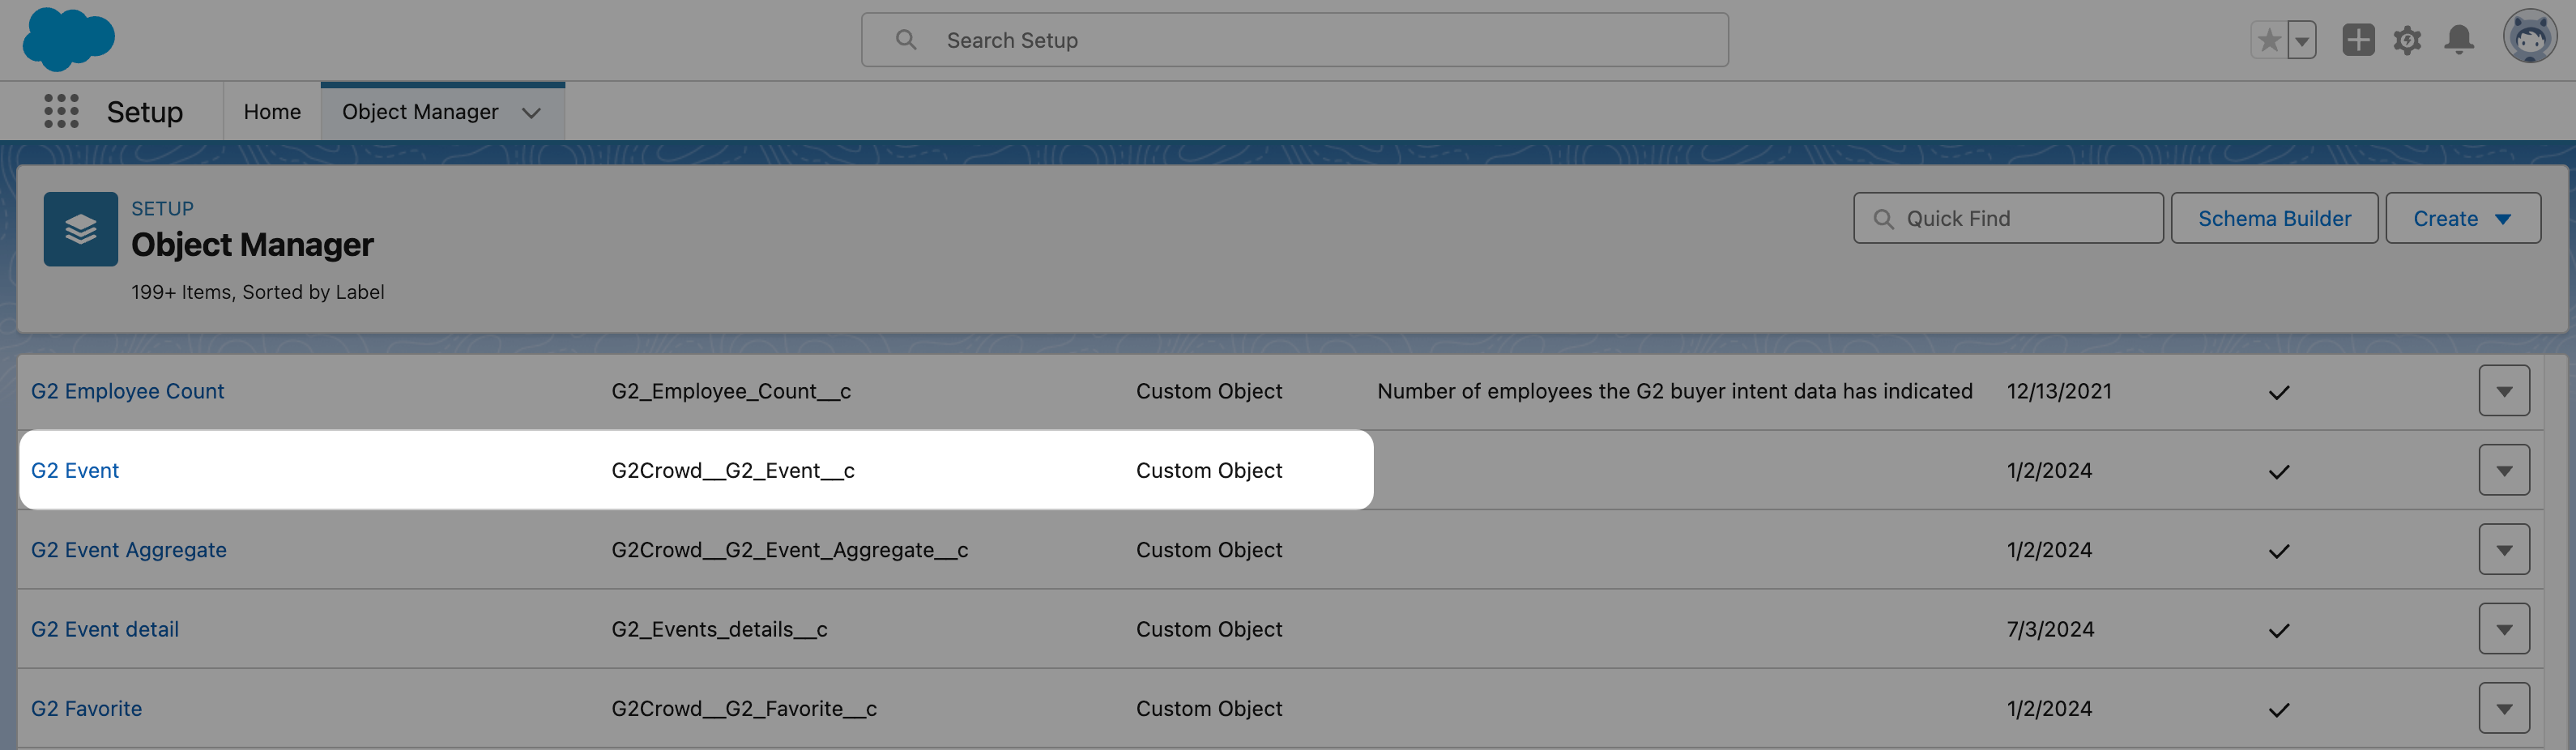 Search Setup
Setup Home Object Manager
SETUP
Object Manager
199+ Items, Sorted by Label
Quick Find Schema Builder Create
G2 Employee Count G2_Employee_Count__c Custom Object Number of employees the G2 buyer intent data has indicated 12/13/2021
G2 Event G2Crowd__G2_Event__c Custom Object 1/2/2024
G2 Event Aggregate G2Crowd__G2_Event_Aggregate__c Custom Object 1/2/2024
G2 Event detail G2_Events_details__c Custom Object 7/3/2024
G2 Favorite G2Crowd__G2_Favorite__c Custom Object 1/2/2024